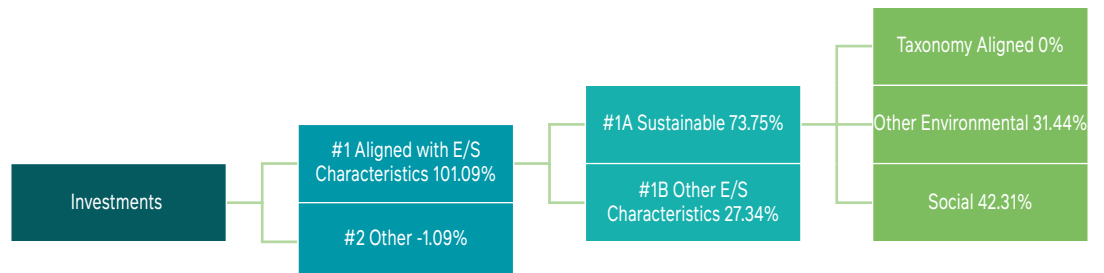 Investments
#1 Aligned with E/S
Characteristics 101.09%
#2 Other -1.09%
#1A Sustainable 73.75%
#1B Other E/S
Characteristics 27.34%
Taxonomy Aligned 0%
Other Environmental 31.44%
Social 42.31%